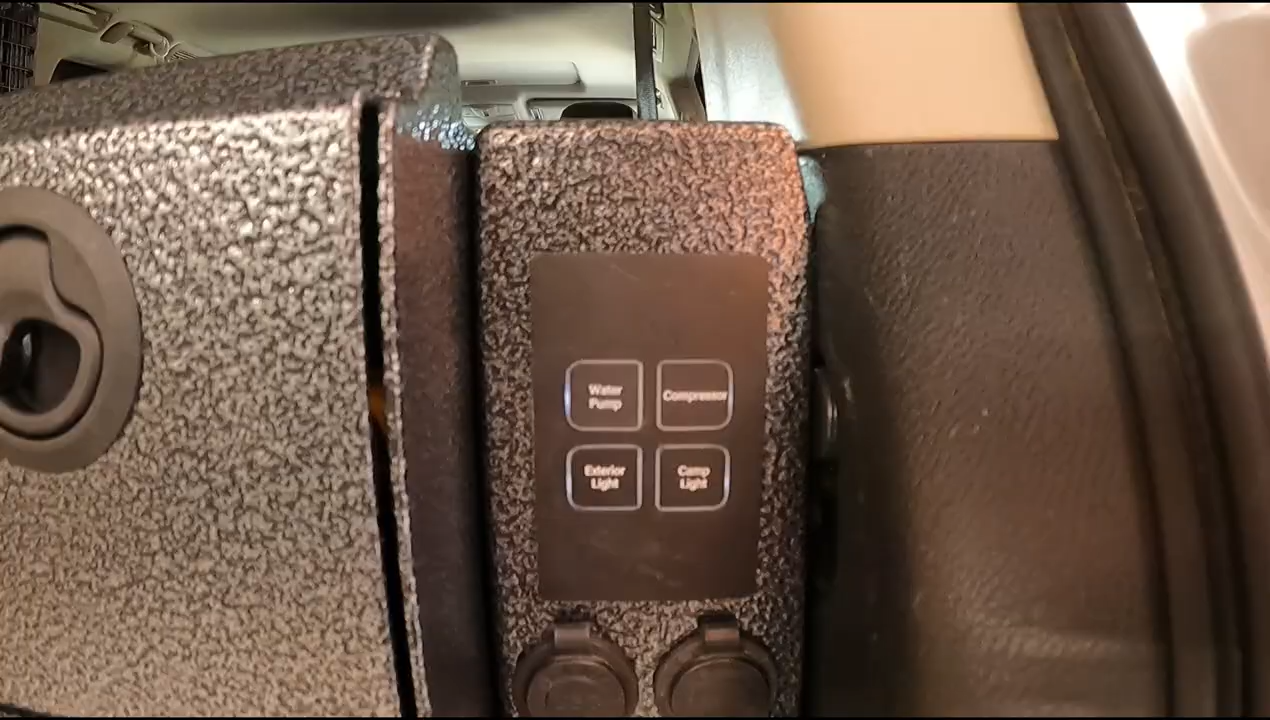 Water
Pump
Compressor
Exterior
Light
Camp
Light